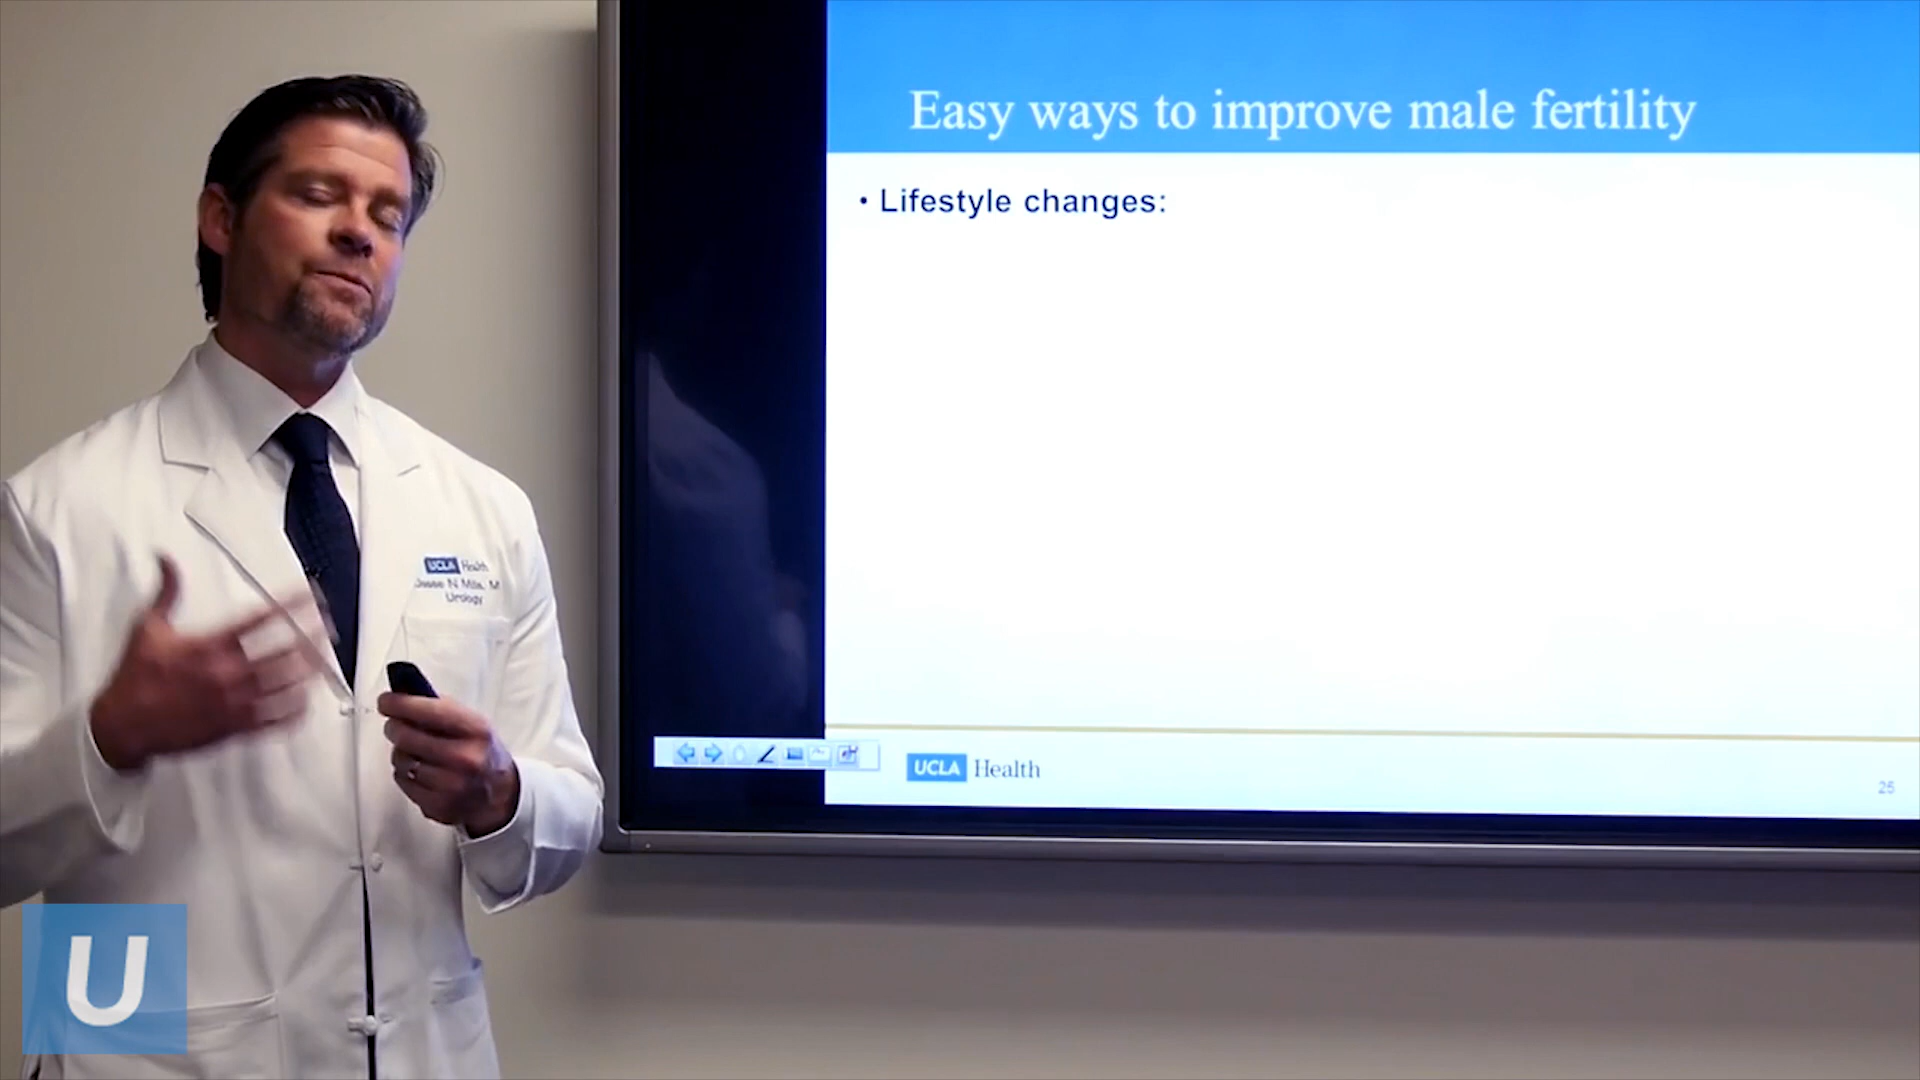 Easy ways to improve male fertility
• Lifestyle changes:
UCLA Health
Urology
UCLA Health
25
U